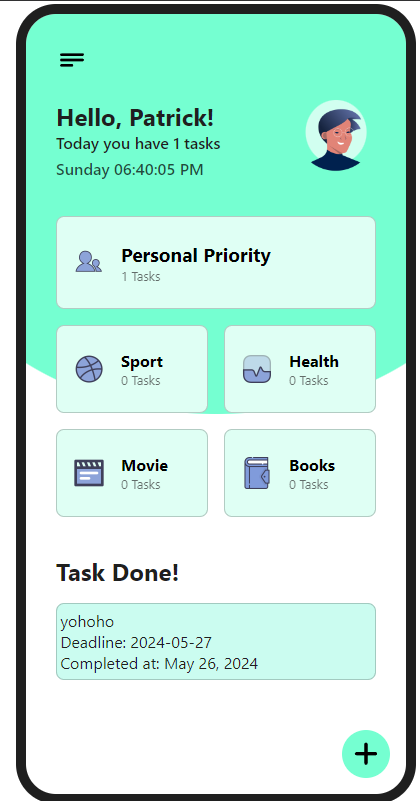 Hello, Patrick!
Today you have 1 tasks
Sunday 06:40:05 PM
Personal Priority
1 Tasks
Sport
0 Tasks
Health
0 Tasks
Movie
0 Tasks
Books
0 Tasks
Task Done!
yohoho
Deadline: 2024-05-27
Completed at: May 26, 2024